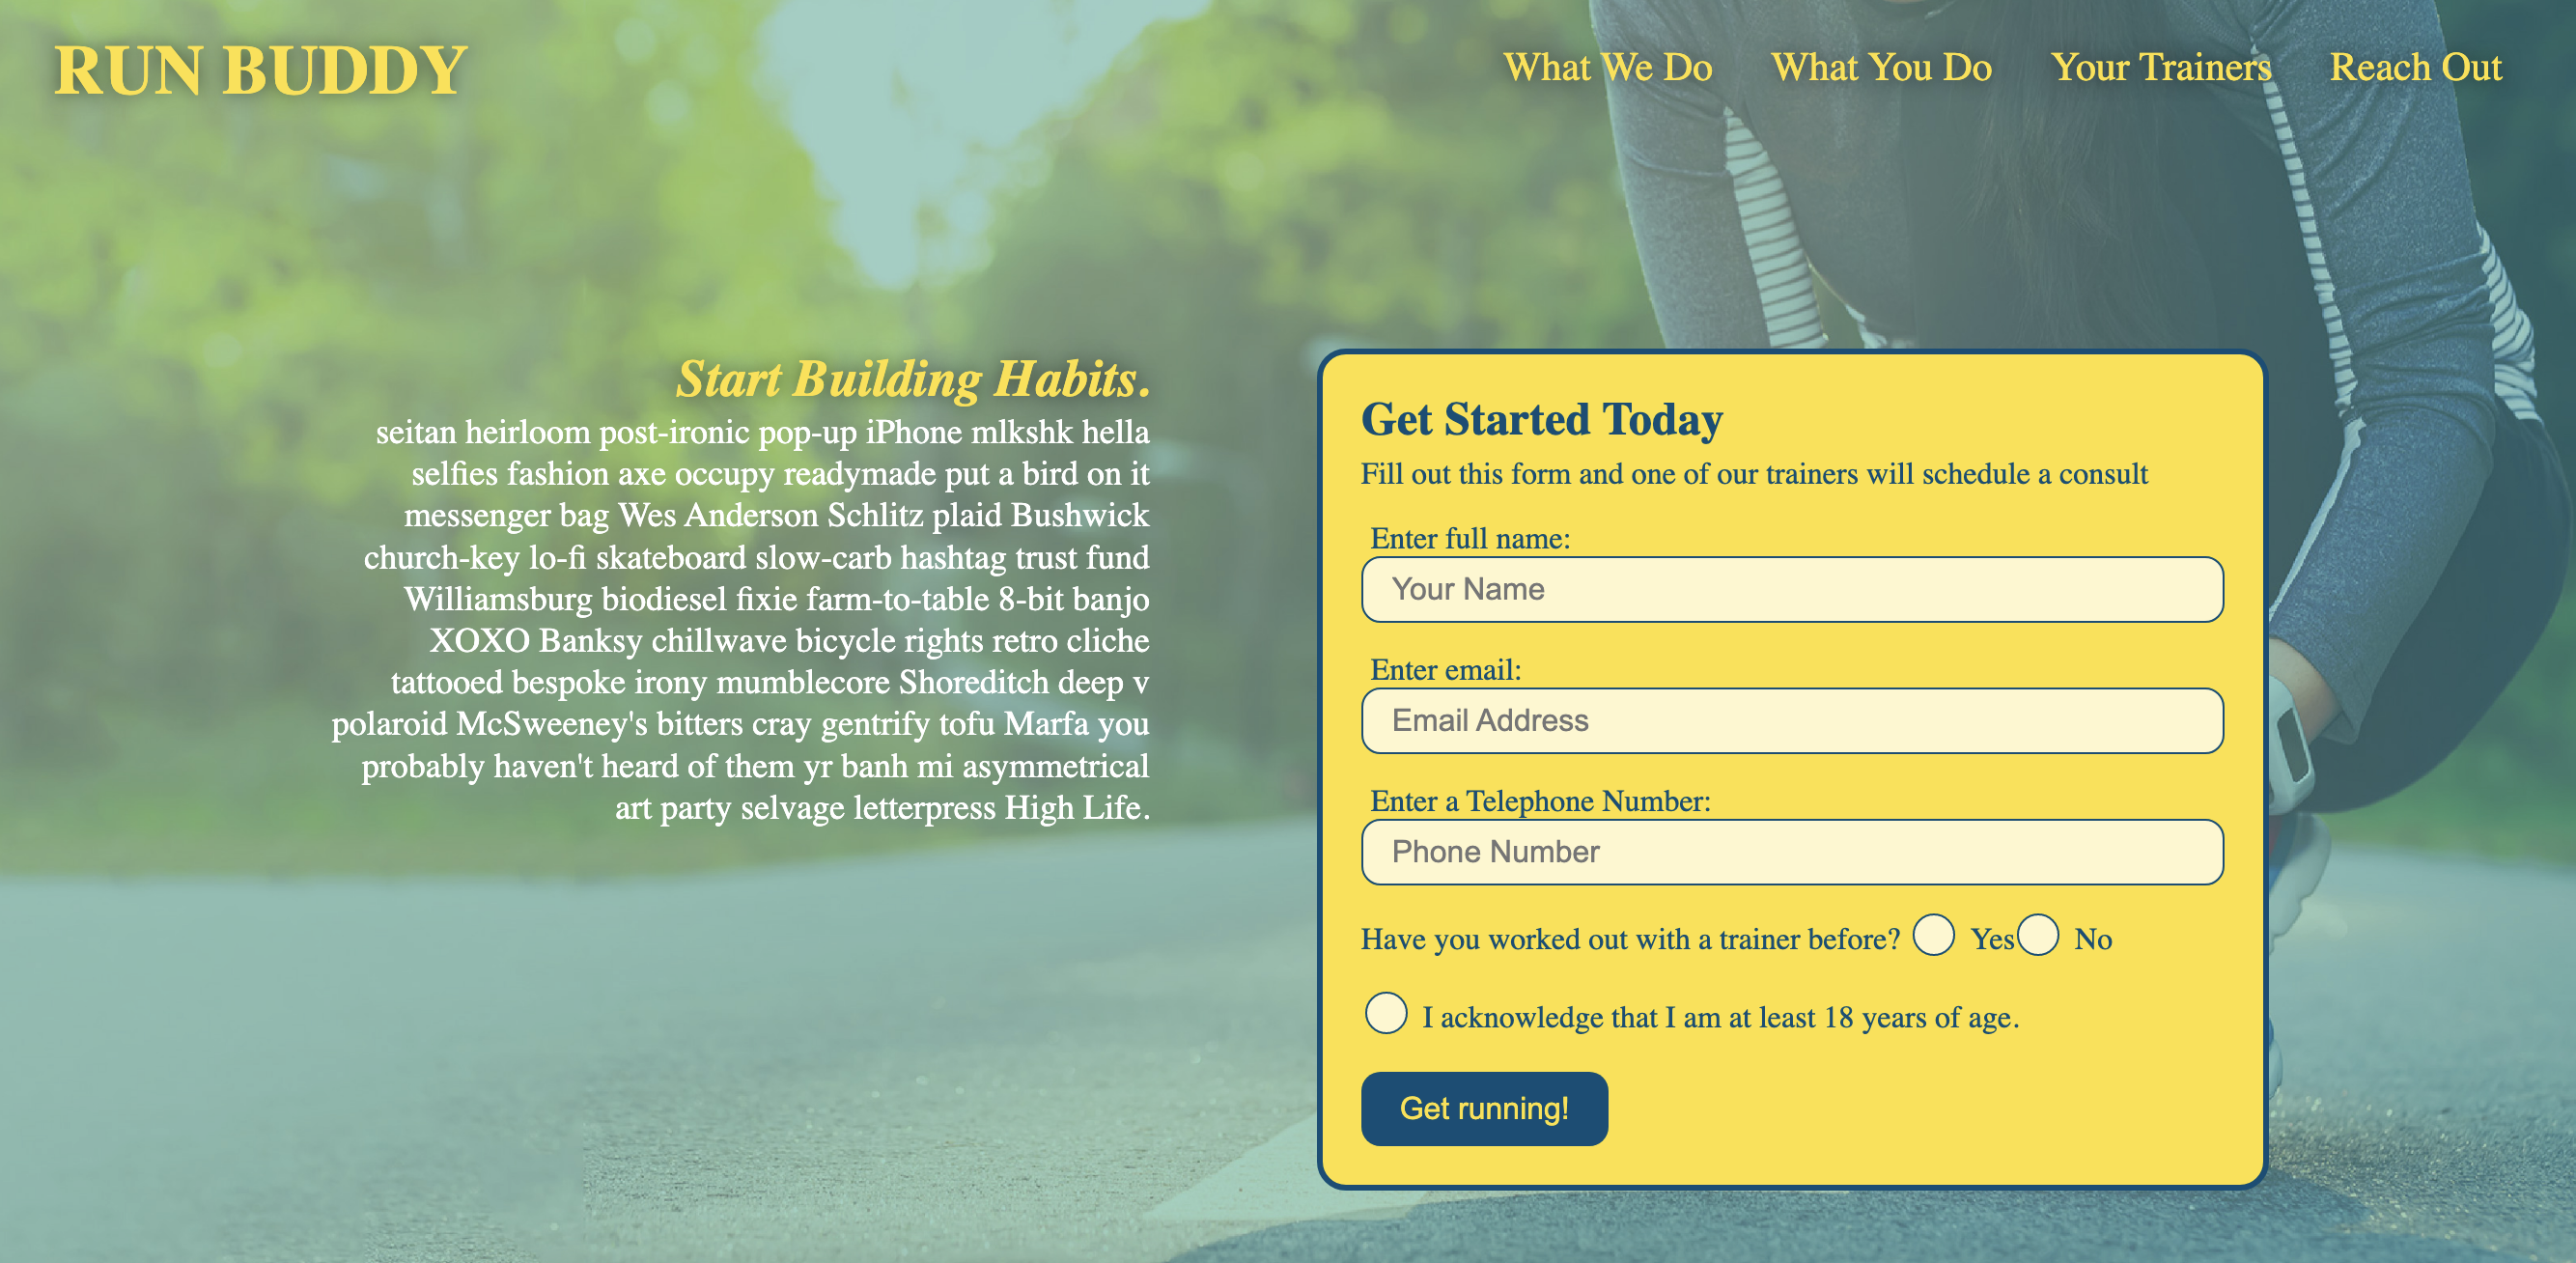 RUN BUDDY
What We Do What You Do Your Trainers Reach Out
Start Building Habits.
seitan heirloom post-ironic pop-up iPhone mlkshk hella
selfies fashion axe occupy readymade put a bird on it
messenger bag Wes Anderson Schlitz plaid Bushwick
church-key lo-fi skateboard slow-carb hashtag trust fund
Williamsburg biodiesel fixie farm-to-table 8-bit banjo
XOXO Banksy chillwave bicycle rights retro cliche
tattooed bespoke irony mumblecore Shoreditch deep v
polaroid McSweeney's bitters cray gentrify tofu Marfa you
probably haven't heard of them yr banh mi asymmetrical
art party selvage letterpress High Life.
Get Started Today
Fill out this form and one of our trainers will schedule a consult
Enter full name:
Your Name
Enter email:
Email Address
Enter a Telephone Number:
Phone Number
Have you worked out with a trainer before? Yes No
I acknowledge that I am at least 18 years of age.
Get running!